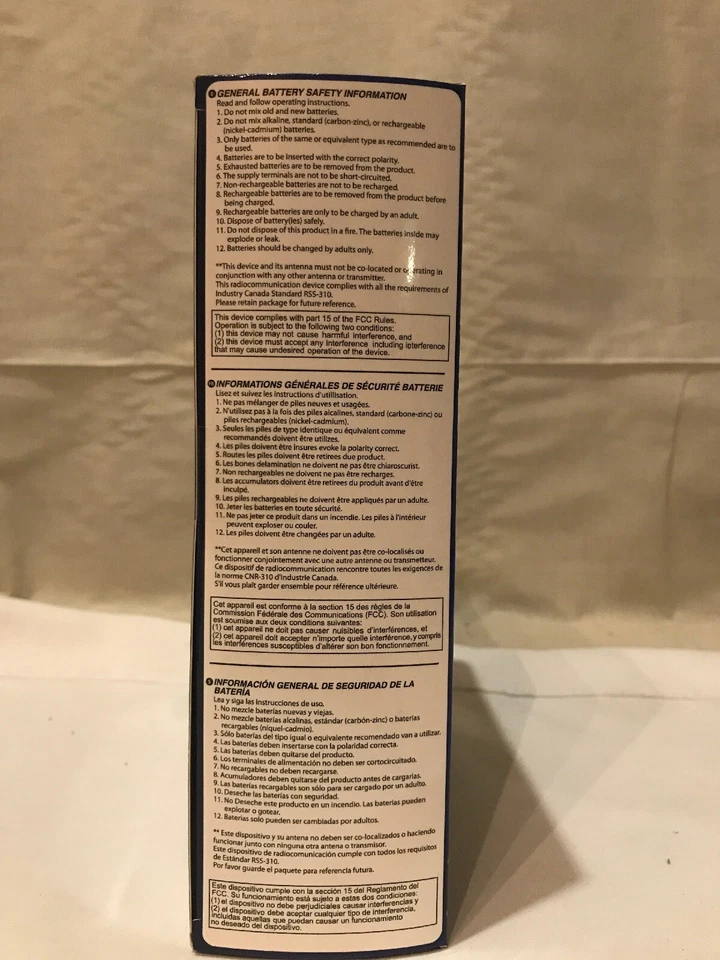 E GENERAL BATTERY SAFETY INFORMATION
Read and follow operating instructions.
1. Do not mix old and new batteries.
2. Do not mix alkaline, standard (carbon-zinc), or rechargeable
(nickel-cadmium) batteries.
3. Only batteries of the same or equivalent type as recommended are to
be used.
4. Batteries are to be inserted with the correct polarity.
5. Exhausted batteries are to be removed from the product.
6. The supply terminals are not to be short-circuited.
7. Non-rechargeable batteries are not to be recharged.
8. Rechargeable batteries are to be removed from the product before
being charged.
9. Rechargeable batteries are only to be charged by an adult.
10. Dispose of battery(ies) safely.
11. Do not dispose of this product in a fire. The batteries inside may
explode or leak.
12. Batteries should be changed by adults only.
**This device and its antenna must not be co-located or operating in
conjunction with any other antenna or transmitter.
This radiocommunication device complies with all the requirements of
Industry Canada Standard RSS-310.
Please retain package for future reference.
This device complies with part 15 of the FCC Rules.
Operation is subject to the following two conditions:
(1) this device may not cause harmful interference, and
(2) this device must accept any interference including interference
that may cause undesired operation of the device.
INFORMATIONS GÉNÉRALES DE SÉCURITÉ BATTERIE
Lisez et suivez les instructions d'utillisation.
1. Ne pas mélanger de piles neuves et usagées.
2. N'utilisez pas à la fois des piles alcalines, standard (carbone-zinc) ou
piles rechargeables (nickel-cadmium).
3. Seules les piles de type identique ou équivalent comme
recommandés doivent être utilizes.
4. Les piles doivent être insures evoke la polarity correct.
5. Routes les piles doivent être retirees due product.
6. Les bones delamination ne doivent ne pas être chiaroscurist.
7. Non rechargeables ne doivent ne pas être recharges.
8. Les accumulators doivent être retirees du produit avant d'être
inculpé.
9. Les piles rechargeables ne doivent être appliqués par un adulte.
10. Jeter les batteries en toute sécurité.
11. Ne pas jeter ce produit dans un incendie. Les piles à l'intérieur
peuvent exploser ou couler.
12. Les piles doivent être changées par un adulte.
**Cet appareil et son antenne ne doivent pas être co-localisés ou
fonctionner conjointement avec une autre antenne ou transmetteur.
Ce dispositif de radiocommunication rencontre toutes les exigences de
la norme CNR-310 d'Industrie Canada.
S'il vous plaît garder ensemble pour référence ultérieure.
Cet appareil est conforme à la section 15 des règles de la
Commission Fédérale des Communications (FCC). Son utilisation
est soumise aux deux conditions suivantes:
(1) cet appareil ne doit pas causer nuisibles d'interférences, et
(2) cet appareil doit accepter n'importe quelle interférence, y compris
les interférences susceptibles d'altérer son bon fonctionnement.
S INFORMACIÓN GENERAL DE SEGURIDAD DE LA
BATERÍA
Lea y siga las Instrucciones de uso.
1. No mezcle baterías nuevas y viejas.
2. No mezcle baterías alcalinas, estándar (carbón-zinc) o baterías
recargables (níquel-cadmio).
3. Sólo baterías del tipo igual o equivalente recomendado van a utilizar.
4. Las baterías deben insertarse con la polaridad correcta.
5. Las baterías deben quitarse del producto.
6. Los terminales de alimentación no deben ser cortocircuitado.
7. No recargables no deben recargarse.
8. Acumuladores deben quitarse del producto antes de cargarlas.
9. Las baterías recargables son sólo para ser cargado por un adulto.
10. Deseche las baterías con seguridad.
11. No Deseche este producto en un incendio. Las baterías pueden
explotar o gotear.
12. Baterías solo pueden ser cambiadas por adultos.
** Este dispositivo y su antena no deben ser co-localizados o haciendo
funcionar junto con ninguna otra antena o transmisor.
Este dispositivo de radiocomunicación cumple con todos los requisitos
de Estándar RSS-310.
Por favor guarde el paquete para referencia futura.
Este dispositivo cumple con la sección 15 del Reglamento del
FCC. Su funcionamiento está sujeto a estas dos condiciones:
(1) el dispositivo no debe perjudiciales causar interferencias y
(2) el dispositivo debe aceptar cualquier tipo de interferencia,
incluidas aquellas que puedan causar un funcionamiento
no deseado del dispositivo.